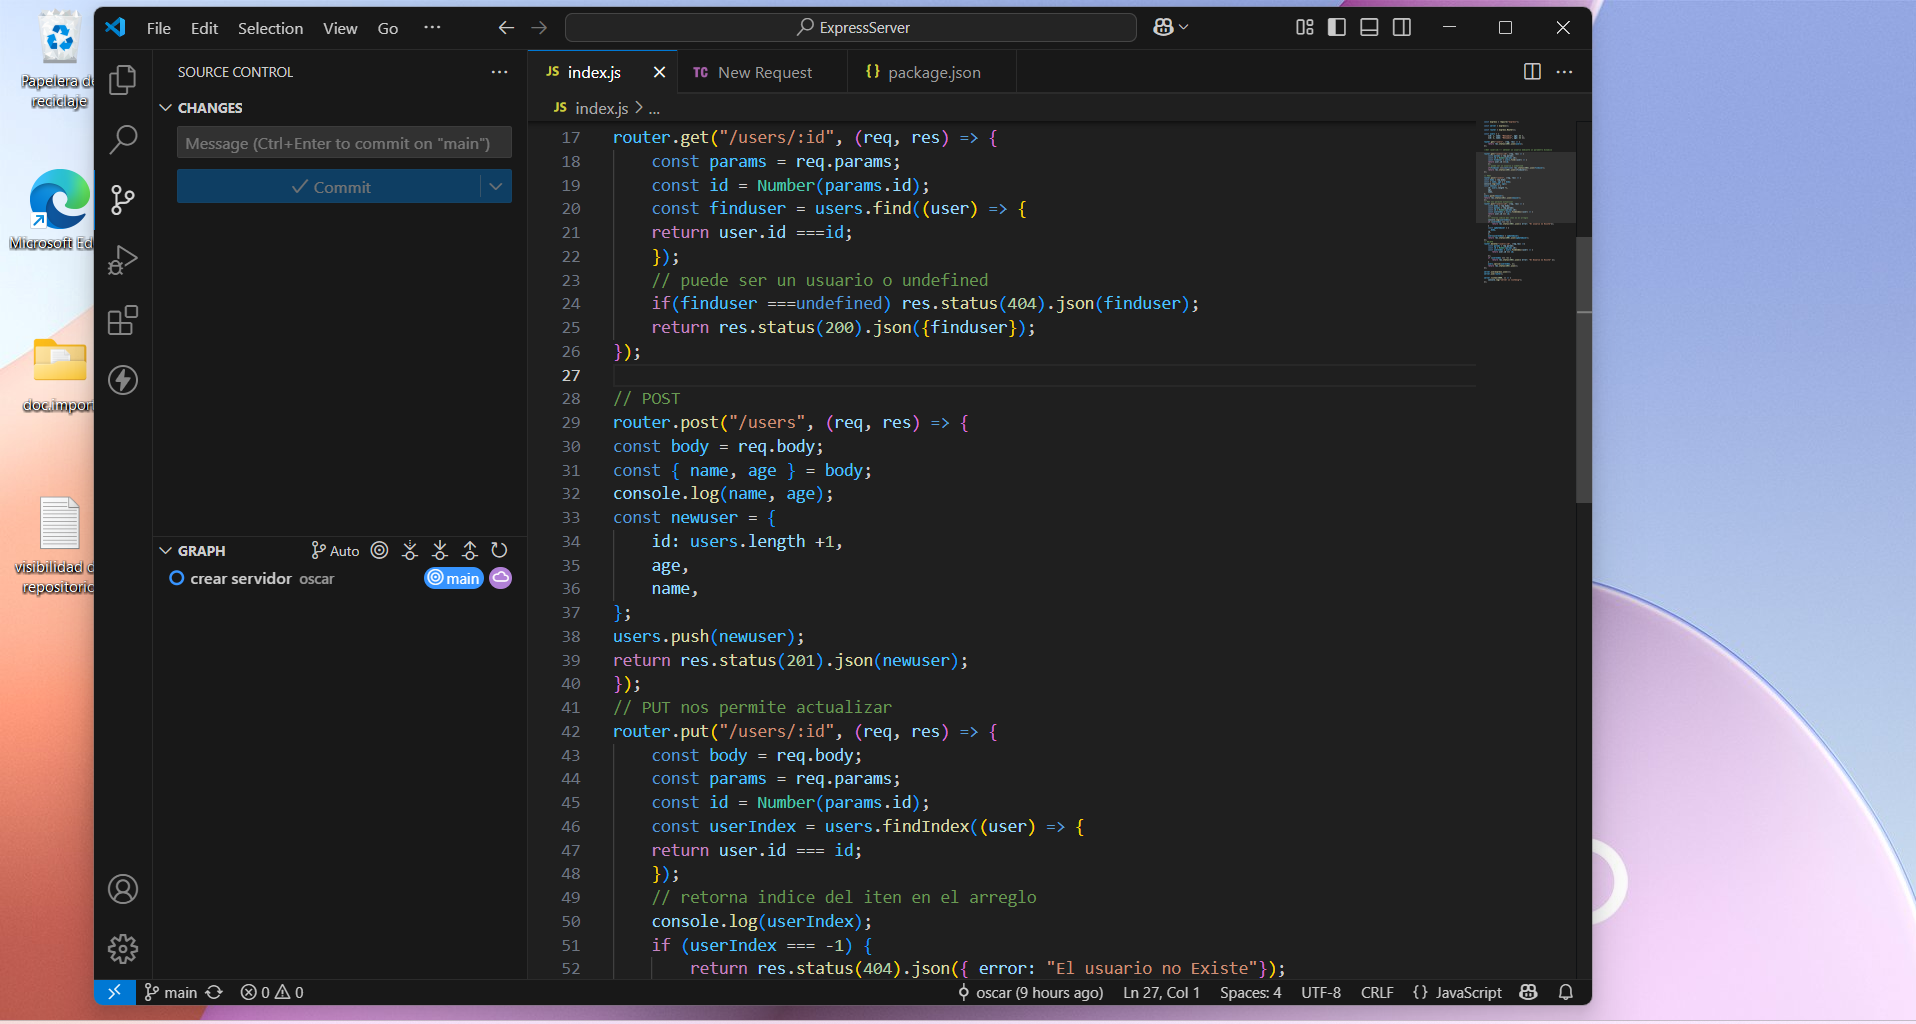 Papelera de
reciclaje
Microsoft Ed
doc.import
visibilidad d
repositorio
File Edit Selection View Go ···
ExpressServer
SOURCE CONTROL ···
CHANGES
Message (Ctrl+Enter to commit on "main")
Commit
GRAPH Auto
crear servidor oscar main
JS index.js
TC New Request
{} package.json
JS index.js > ...
17 router.get("/users/:id", (req, res) => {
18 const params = req.params;
19 const id = Number(params.id);
20 const finduser = users.find((user) => {
21 return user.id ===id;
22 });
23 // puede ser un usuario o undefined
24 if(finduser ===undefined) res.status(404).json(finduser);
25 return res.status(200).json({finduser});
26 });
27
28 // POST
29 router.post("/users", (req, res) => {
30 const body = req.body;
31 const { name, age } = body;
32 console.log(name, age);
33 const newuser = {
34 id: users.length +1,
35 age,
36 name,
37 };
38 users.push(newuser);
39 return res.status(201).json(newuser);
40 });
41 // PUT nos permite actualizar
42 router.put("/users/:id", (req, res) => {
43 const body = req.body;
44 const params = req.params;
45 const id = Number(params.id);
46 const userIndex = users.findIndex((user) => {
47 return user.id === id;
48 });
49 // retorna indice del iten en el arreglo
50 console.log(userIndex);
51 if (userIndex === -1) {
52 return res.status(404).json({ error: "El usuario no Existe"});
main 0 0 oscar (9 hours ago) Ln 27, Col 1 Spaces: 4 UTF-8 CRLF {} JavaScript